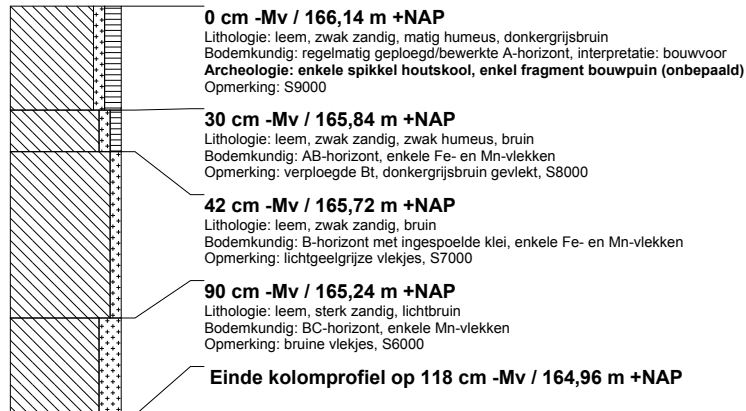 0 cm -Mv / 166,14 m +NAP
Lithologie: leem, zwak zandig, matig humeus, donkergrijsbruin
Bodemkundig: regelmatig geploegd/bewerkte A-horizont, interpretatie: bouwvoor
Archeologie: enkele spikkel houtskool, enkel fragment bouwpuin (onbepaald)
Opmerking: S9000
30 cm -Mv / 165,84 m +NAP
Lithologie: leem, zwak zandig, zwak humeus, bruin
Bodemkundig: AB-horizont, enkele Fe- en Mn-vlekken
Opmerking: verploegde Bt, donkergrijsbruin gevlekt, S8000
42 cm -Mv / 165,72 m +NAP
Lithologie: leem, zwak zandig, bruin
Bodemkundig: B-horizont met ingespoelde klei, enkele Fe- en Mn-vlekken
Opmerking: lichtgeelgrijze vlekjes, S7000
90 cm -Mv / 165,24 m +NAP
Lithologie: leem, sterk zandig, lichtbruin
Bodemkundig: BC-horizont, enkele Mn-vlekken
Opmerking: bruine vlekjes, S6000
Einde kolomprofiel op 118 cm -Mv / 164,96 m +NAP